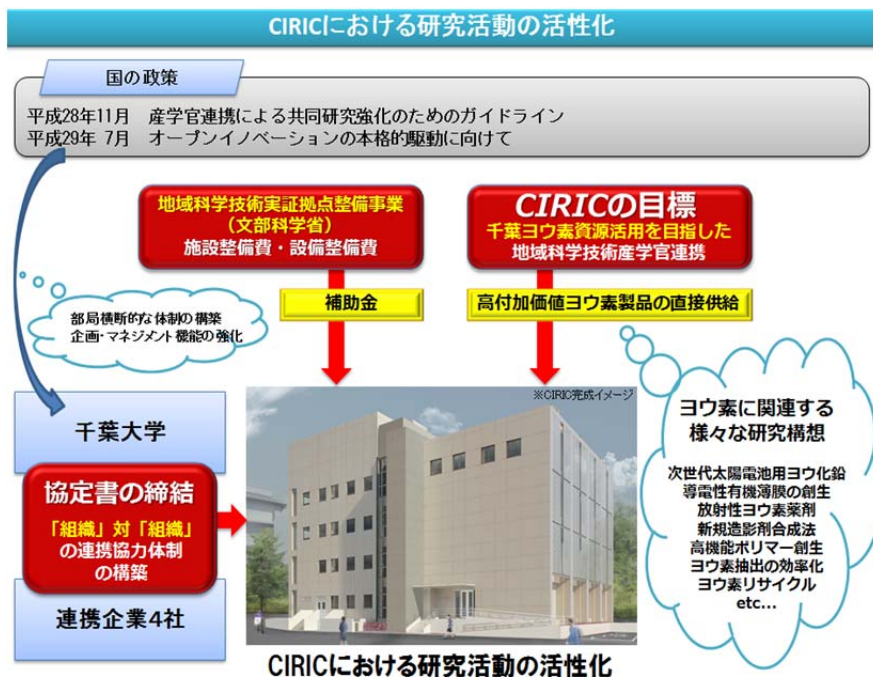 CIRICにおける研究活動の活性化
国の政策
平成28年11月　産学官連携による共同研究強化のためのガイドライン
平成29年 7月　オープンイノベーションの本格的駆動に向けて
地域科学技術実証拠点整備事業
（文部科学省）
施設整備費・設備整備費
CIRICの目標
千葉ヨウ素資源活用を目指した
地域科学技術産学官連携
補助金
高付加価値ヨウ素製品の直接供給
部局横断的な体制の構築
企画・マネジメント機能の強化
千葉大学
協定書の締結
「組織」対「組織」
の連携協力体制
の構築
連携企業4社
※CIRIC完成イメージ
ヨウ素に関連する
様々な研究構想
次世代太陽電池用ヨウ化鉛
導電性有機薄膜の創生
放射性ヨウ素薬剤
新規造影剤合成法
高機能ポリマー創生
ヨウ素抽出の効率化
ヨウ素リサイクル
etc...
CIRICにおける研究活動の活性化